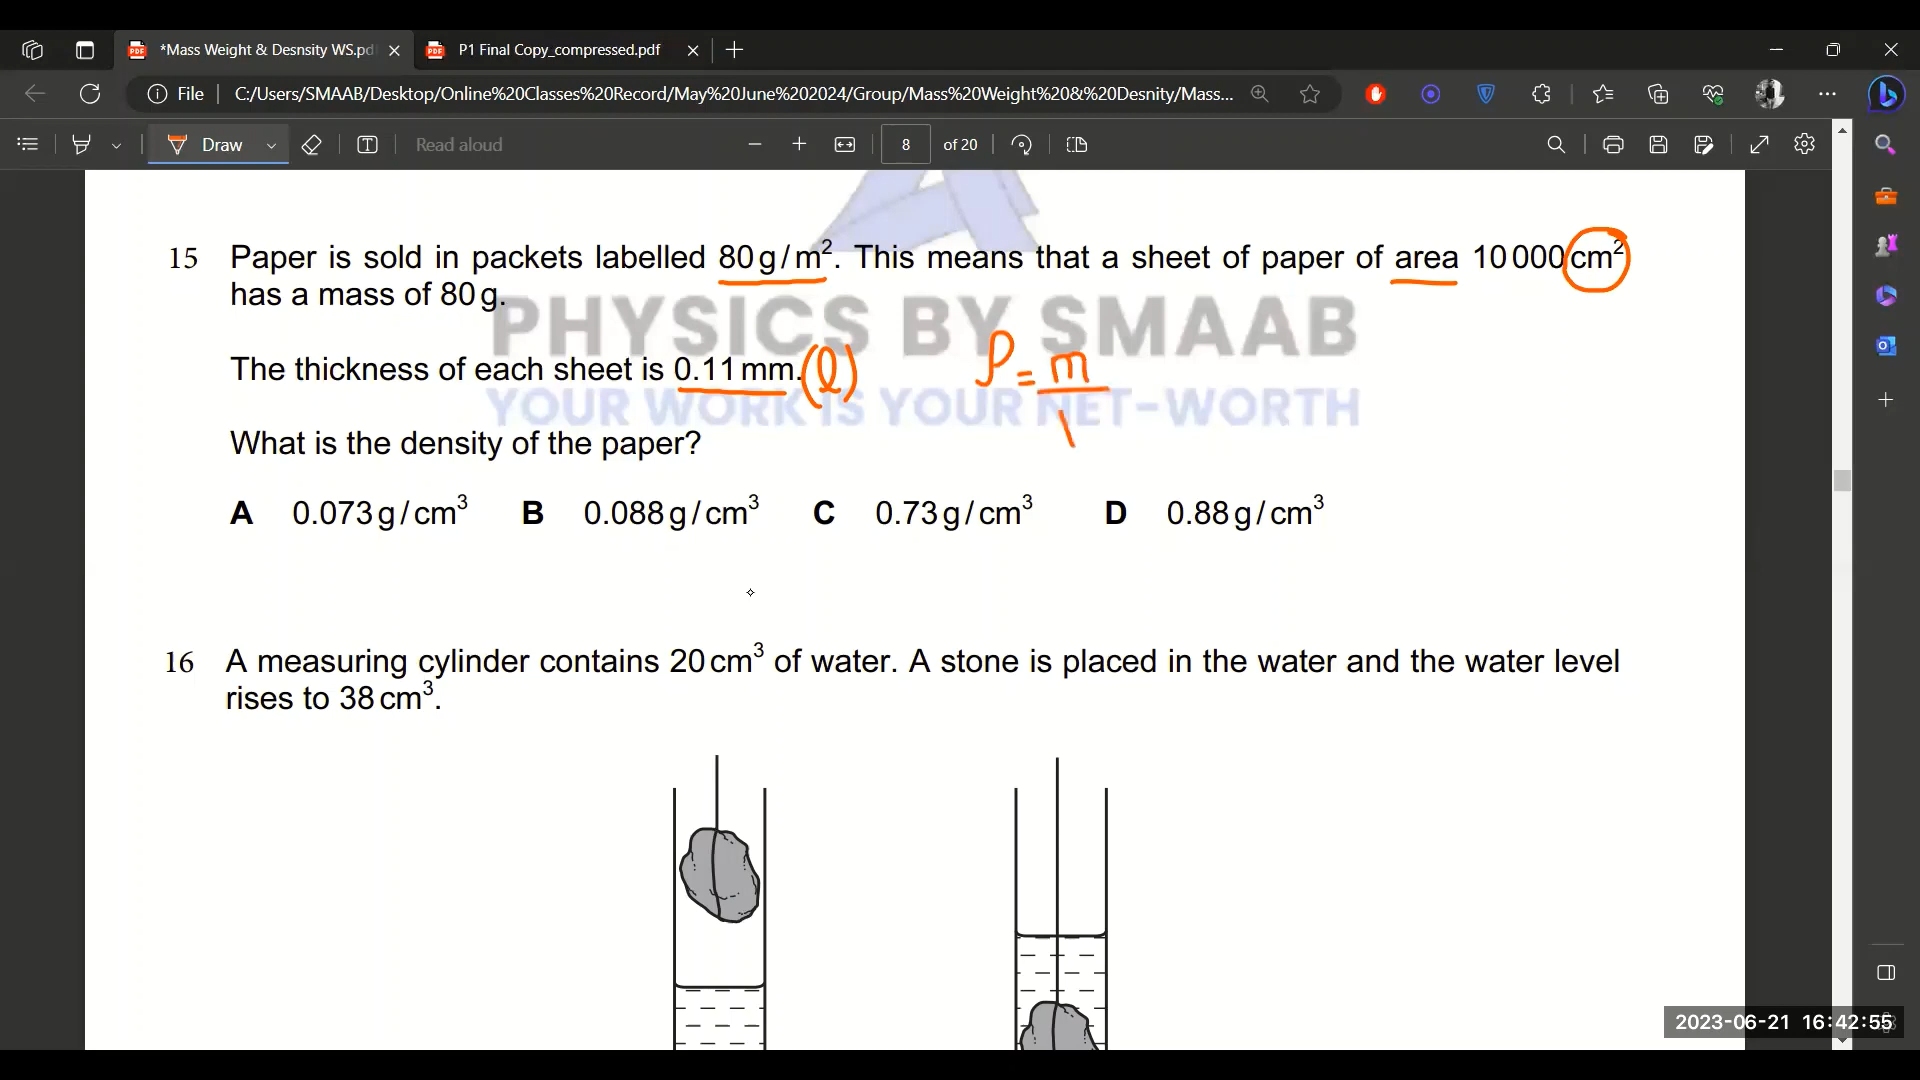 *Mass Weight & Desnsity WS.pd
P1 Final Copy_compressed.pdf
File
C:/Users/SMAAB/Desktop/Online%20Classes%20Record/May%20June%202024/Group/Mass%20Weight%20&%20Desnity/Mass...
Draw
Read aloud
8 of 20
15 Paper is sold in packets labelled 80 g / m². This means that a sheet of paper of area 10 000 cm²
has a mass of 80 g.
PHYSICS BY SMAAB
The thickness of each sheet is 0.11 mm. (l)
ρ = m
YOUR WORK IS YOUR NET-WORTH
What is the density of the paper?
A 0.073 g / cm³ B 0.088 g / cm³ C 0.73 g / cm³ D 0.88 g / cm³
16 A measuring cylinder contains 20 cm³ of water. A stone is placed in the water and the water level
rises to 38 cm³.
2023-06-21 16:42:55